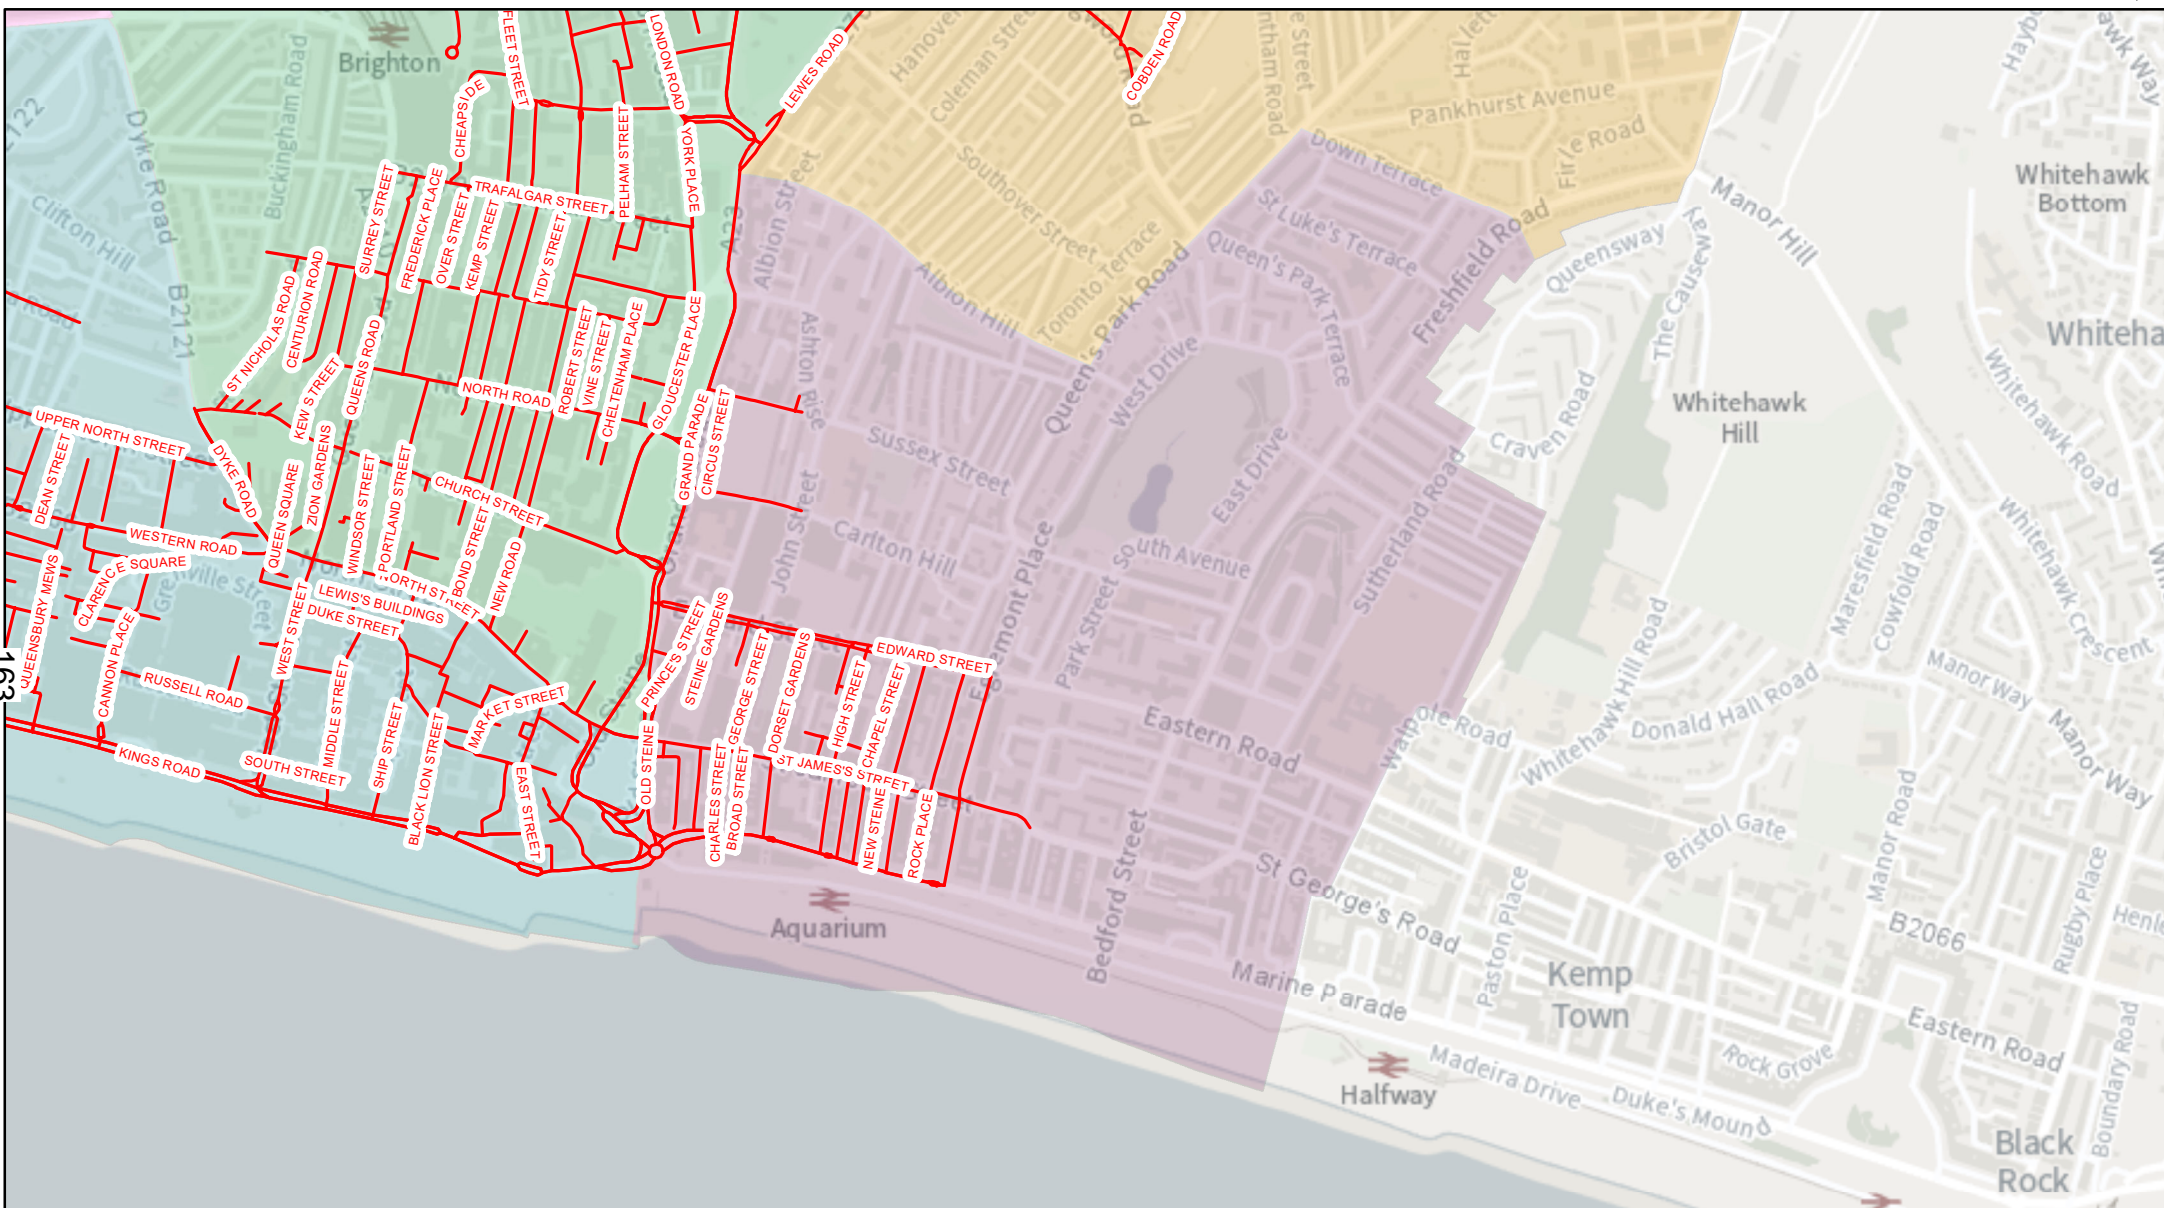 Brighton
FLEET STREET
LONDON ROAD
LEWES ROAD
Coleman Street
COBDEN ROAD
Pankhurst Avenue
Firle Road
Whitehawk
Bottom
Dyke Road
Buckingham Road
CHEAPSIDE
PELHAM STREET
YORK PLACE
Down Terrace
Manor Hill
Clifton Hill
SURREY STREET
FREDERICK PLACE
OVER STREET
KEMP STREET
TRAFALGAR STREET
TIDY STREET
A23
Albion street
Southover Street
Toronto Terrace
St Luke's Terrace
Queen's Park Terrace
Freshfield Road
Queensway
The Causeway
B2121
ST NICHOLAS ROAD
CENTURION ROAD
QUEENS ROAD
KEW STREET
ROBERT STREET
VINE STREET
CHELTENHAM PLACE
GLOUCESTER PLACE
Ashton Rise
Albion Hill
Queen's Park Road
West Drive
Whitehawk
Hill
Whitehawk Road
NORTH ROAD
GRAND PARADE
CIRCUS STREET
Sussex Street
East Drive
Craven Road
UPPER NORTH STREET
DEAN STREET
DYKE ROAD
QUEEN SQUARE
ZION GARDENS
WINDSOR STREET
PORTLAND STREET
CHURCH STREET
BOND STREET
NEW ROAD
John Street
Carlton Hill
Egremont Place
Park Street
South Avenue
Sutherland Road
Maresfield Road
Cowfold Road
Whitehawk Crescent
WESTERN ROAD
CLARENCE SQUARE
QUEENSBURY MEWS
CANNON PLACE
WEST STREET
NORTH STREET
LEWIS'S BUILDINGS
DUKE STREET
PRINCE'S STREET
STEINE GARDENS
EDWARD STREET
163
RUSSELL ROAD
MIDDLE STREET
SHIP STREET
BLACK LION STREET
MARKET STREET
OLD STEINE
GEORGE STREET
DORSET GARDENS
HIGH STREET
CHAPEL STREET
Eastern Road
Walpole Road
Whitehawk Hill Road
Donald Hall Road
Manor Way
Manor Way
KINGS ROAD
SOUTH STREET
EAST STREET
CHARLES STREET
BROAD STREET
ST JAMES'S STREET
NEW STEINE
ROCK PLACE
Bedford Street
St George's Road
Bristol Gate
Manor Road
Paston Place
Rugby Place
B2066
Aquarium
Marine Parade
Kemp
Town
Eastern Road
Rock Grove
Boundary Road
Halfway
Madeira Drive
Duke's Mound
Black
Rock